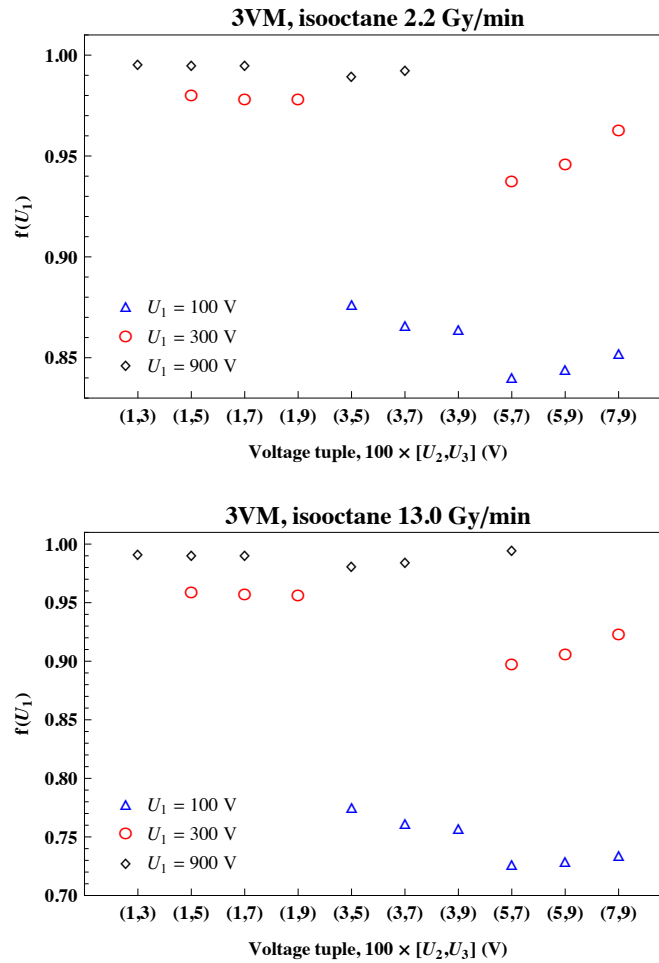 3VM, isooctane 2.2 Gy/min
1.00
0.95
0.90
0.85
f(U1)
U1 = 100 V
U1 = 300 V
U1 = 900 V
(1,3) (1,5) (1,7) (1,9) (3,5) (3,7) (3,9) (5,7) (5,9) (7,9)
Voltage tuple, 100 × [U2,U3] (V)
3VM, isooctane 13.0 Gy/min
1.00
0.95
0.90
0.85
0.80
0.75
0.70
f(U1)
U1 = 100 V
U1 = 300 V
U1 = 900 V
(1,3) (1,5) (1,7) (1,9) (3,5) (3,7) (3,9) (5,7) (5,9) (7,9)
Voltage tuple, 100 × [U2,U3] (V)